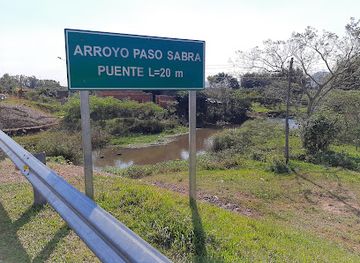 ARROYO PASO SABRA
PUENTE L=20 m